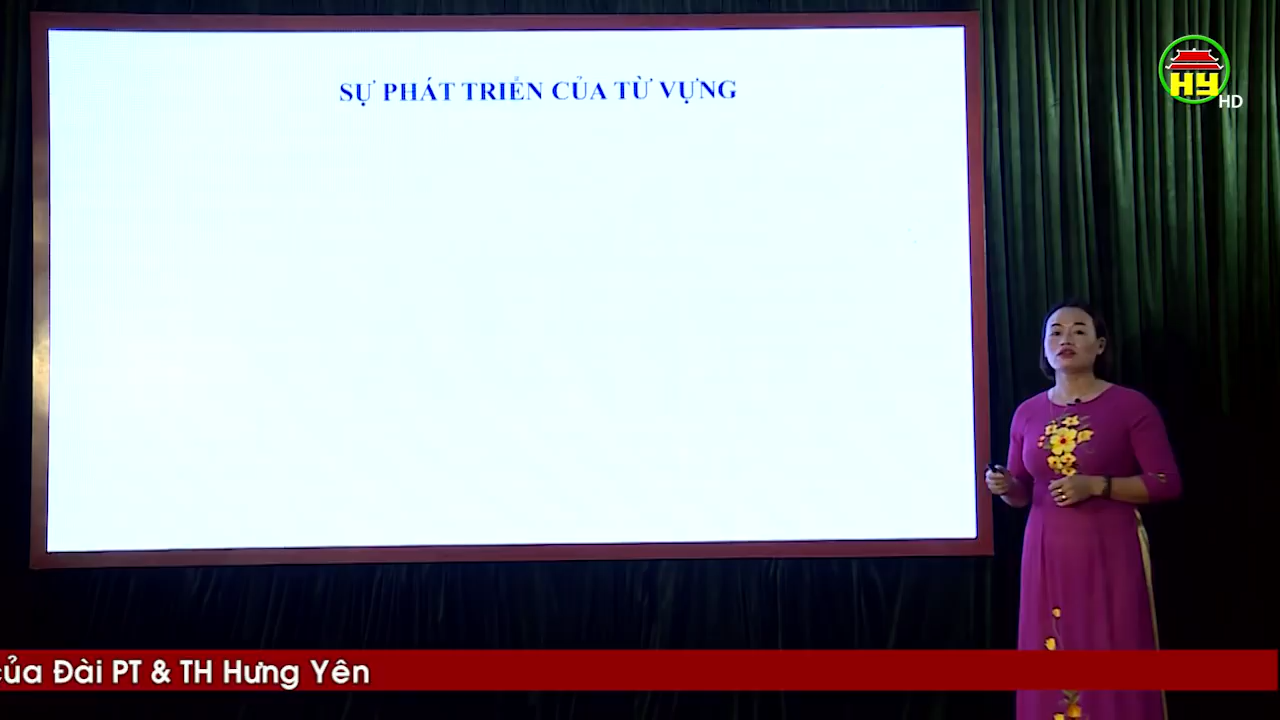 SỰ PHÁT TRIỂN CỦA TỪ VỰNG
HY
HD
của Đài PT & TH Hưng Yên